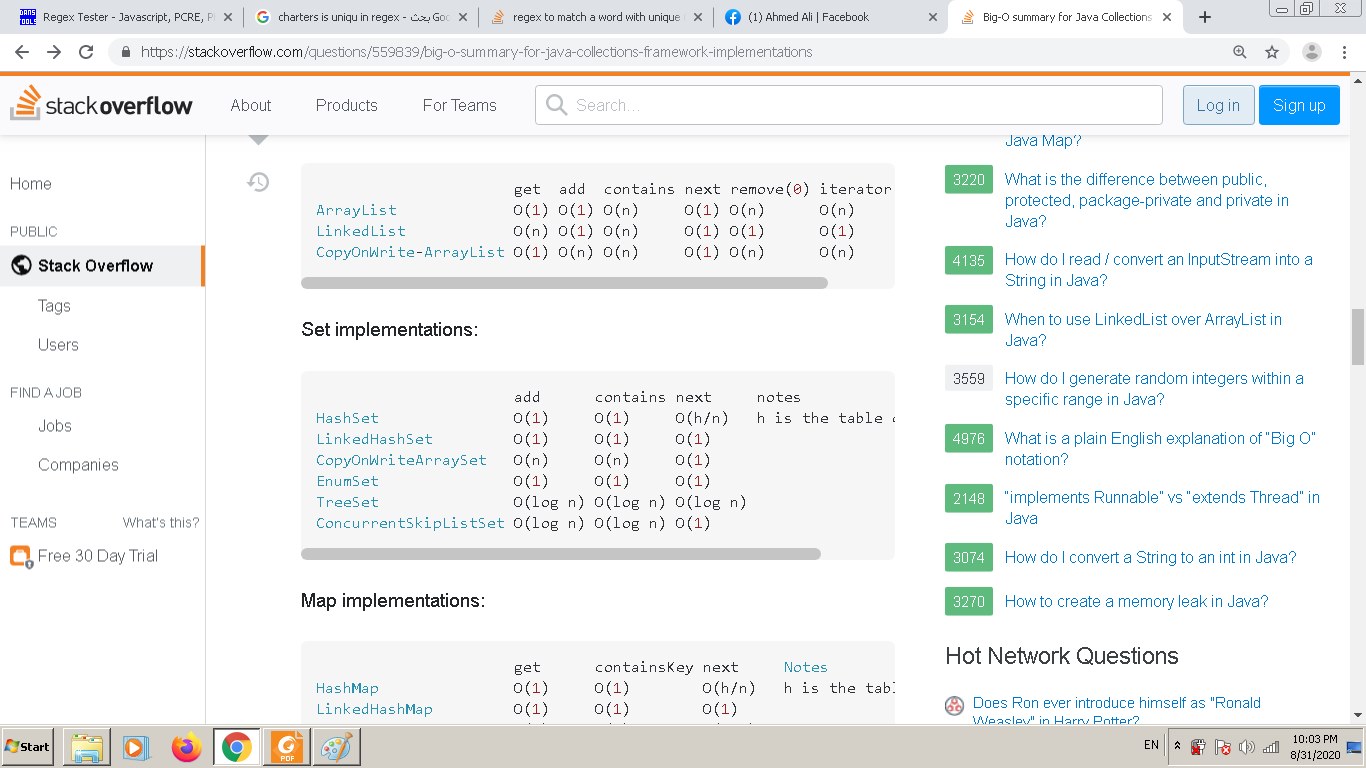 Regex Tester - Javascript, PCRE, P
charters is uniqu in regex - بحث Goo
regex to match a word with unique
(1) Ahmed Ali | Facebook
Big-O summary for Java Collections
https://stackoverflow.com/questions/559839/big-o-summary-for-java-collections-framework-implementations
stackoverflow
About
Products
For Teams
Search...
Log in
Sign up
Home
PUBLIC
Stack Overflow
Tags
Users
FIND A JOB
Jobs
Companies
TEAMS What's this?
Free 30 Day Trial
get add contains next remove(0) iterator
ArrayList O(1) O(1) O(n) O(1) O(n) O(n)
LinkedList O(n) O(1) O(n) O(1) O(1) O(1)
CopyOnWrite-ArrayList O(1) O(n) O(n) O(1) O(n) O(n)
Set implementations:
add contains next notes
HashSet O(1) O(1) O(h/n) h is the table
LinkedHashSet O(1) O(1) O(1)
CopyOnWriteArraySet O(n) O(n) O(1)
EnumSet O(1) O(1) O(1)
TreeSet O(log n) O(log n) O(log n)
ConcurrentSkipListSet O(log n) O(log n) O(1)
Map implementations:
get containsKey next Notes
HashMap O(1) O(1) O(h/n) h is the tabl
LinkedHashMap O(1) O(1) O(1)
Java Map?
3220 What is the difference between public,
protected, package-private and private in
Java?
4135 How do I read / convert an InputStream into a
String in Java?
3154 When to use LinkedList over ArrayList in
Java?
3559 How do I generate random integers within a
specific range in Java?
4976 What is a plain English explanation of "Big O"
notation?
2148 "implements Runnable" vs "extends Thread" in
Java
3074 How do I convert a String to an int in Java?
3270 How to create a memory leak in Java?
Hot Network Questions
Does Ron ever introduce himself as "Ronald
Weasley" in Harry Potter?
Start
PDF
EN
10:03 PM
8/31/2020